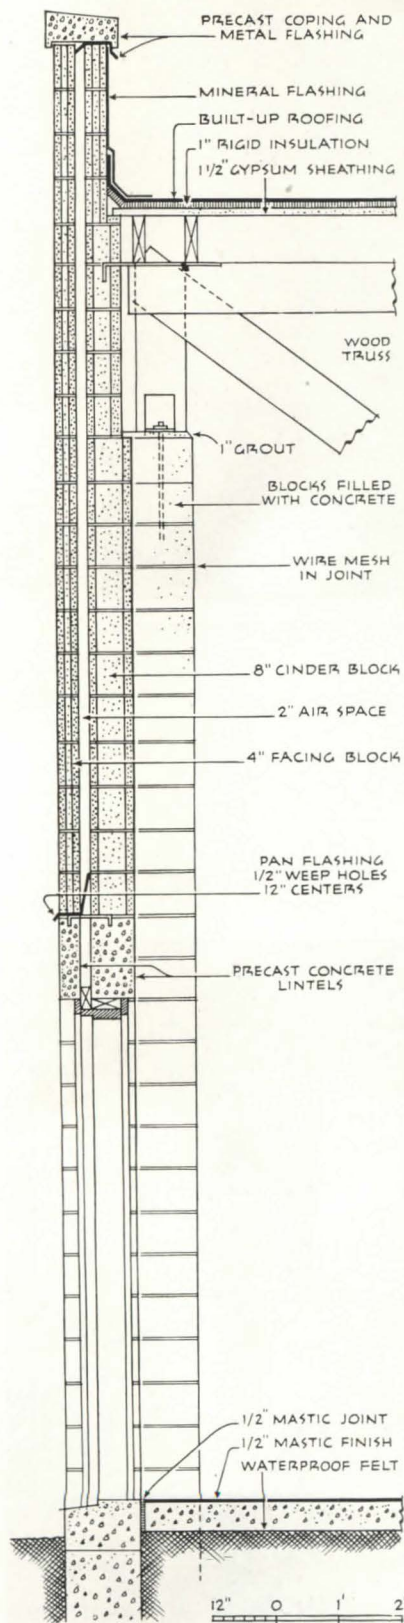 PRECAST COPING AND
METAL FLASHING
MINERAL FLASHING
BUILT-UP ROOFING
1" RIGID INSULATION
1 1/2" GYPSUM SHEATHING
WOOD
TRUSS
1" GROUT
BLOCKS FILLED
WITH CONCRETE
WIRE MESH
IN JOINT
8" CINDER BLOCK
2" AIR SPACE
4" FACING BLOCK
PAN FLASHING
1/2" WEEP HOLES
12" CENTERS
PRECAST CONCRETE
LINTELS
1/2" MASTIC JOINT
1/2" MASTIC FINISH
WATERPROOF FELT
12" 0 1' 2